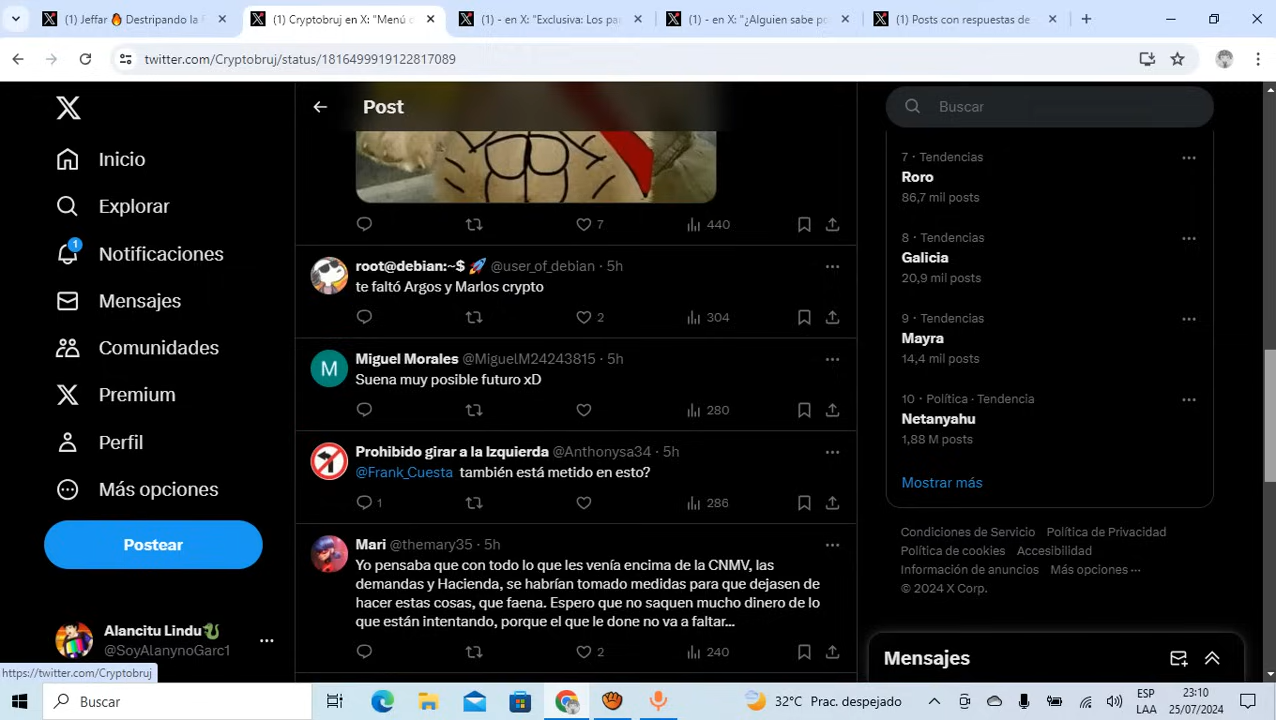 (1) Jeffar 🔥 Destripando la F
(1) Cryptobruj en X: "Menú d
(1) - en X: "Exclusiva: Los pa
(1) - en X: "¿Alguien sabe po
(1) Posts con respuestas de
twitter.com/Cryptobruj/status/1816499919122817089
Inicio
Explorar
1
Notificaciones
Mensajes
Comunidades
Premium
Perfil
Más opciones
Postear
Alancitu Lindu🐍
@SoyAlanynoGarc1
https://twitter.com/Cryptobruj
Post
7
440
root@debian:~$ 🚀 @user_of_debian · 5h
te faltó Argos y Marlos crypto
2
304
M
Miguel Morales @MiguelM24243815 · 5h
Suena muy posible futuro xD
280
Prohibido girar a la Izquierda @Anthonysa34 · 5h
@Frank_Cuesta también está metido en esto?
1
286
Mari @themary35 · 5h
Yo pensaba que con todo lo que les venía encima de la CNMV, las
demandas y Hacienda, se habrían tomado medidas para que dejasen de
hacer estas cosas, que faena. Espero que no saquen mucho dinero de lo
que están intentando, porque el que le done no va a faltar...
2
240
Buscar
7 · Tendencias
Roro
86,7 mil posts
8 · Tendencias
Galicia
20,9 mil posts
9 · Tendencias
Mayra
14,4 mil posts
10 · Política · Tendencia
Netanyahu
1,88 M posts
Mostrar más
Condiciones de Servicio Política de Privacidad
Política de cookies Accesibilidad
Información de anuncios Más opciones ···
© 2024 X Corp.
Mensajes
Buscar
32°C Prac. despejado
ESP
LAA
23:10
25/07/2024